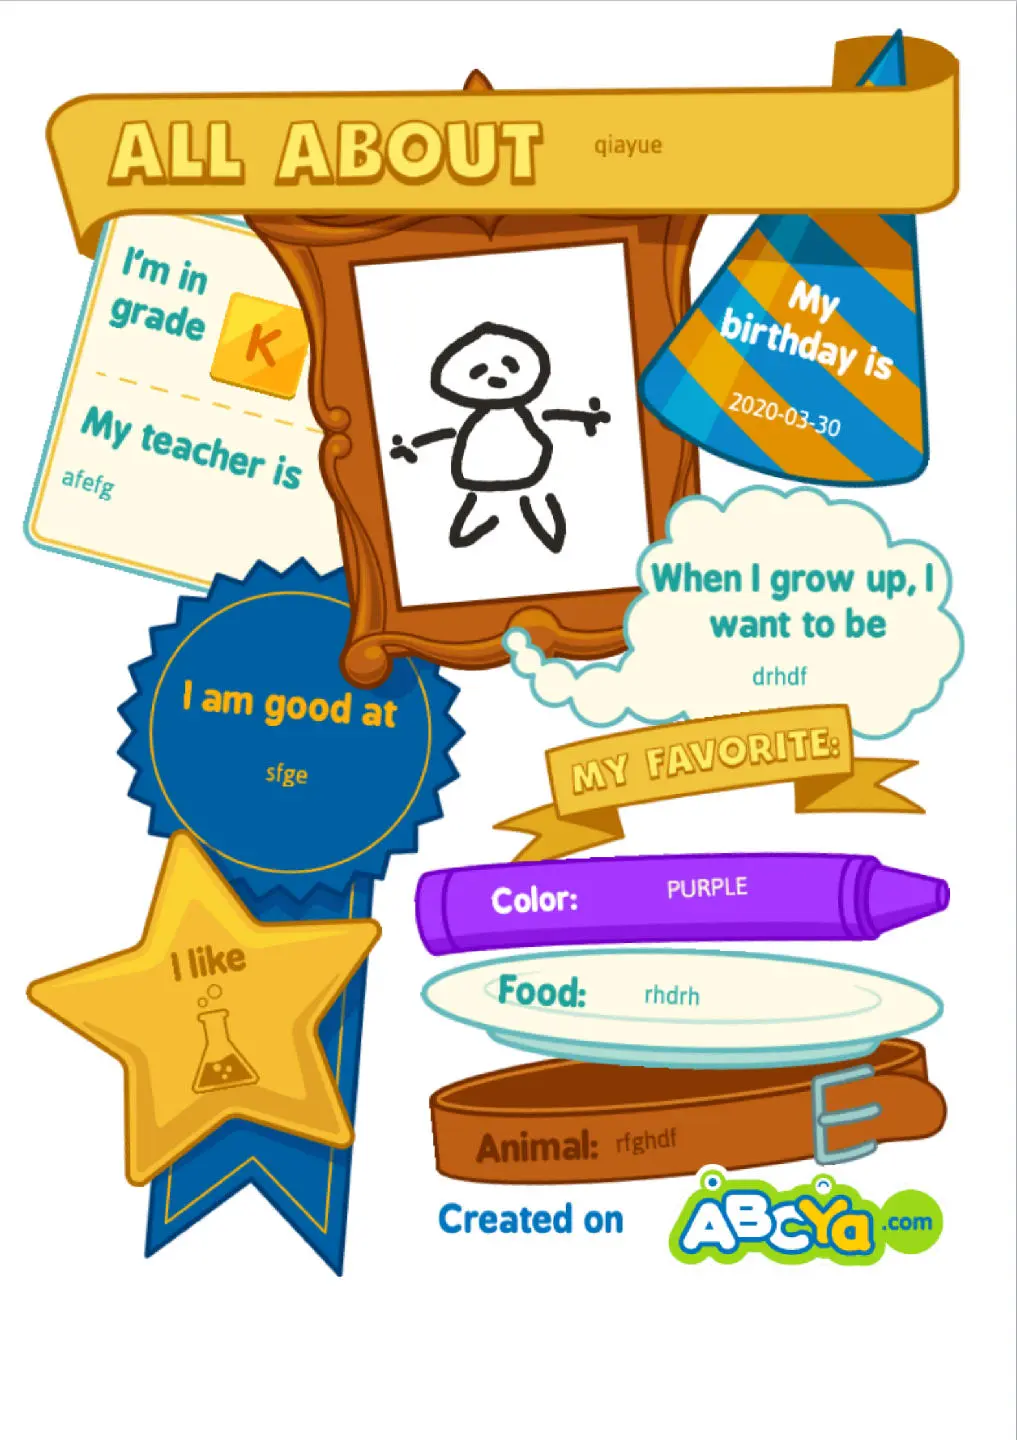 ALL ABOUT qiayue
I'm in
grade K
My teacher is
afefg
My
birthday is
2020-03-30
When I grow up, I
want to be
drhdf
I am good at
sfge
MY FAVORITE:
Color: PURPLE
I like
Food: rhdrh
Animal: rfghdf
Created on ABCYa.com